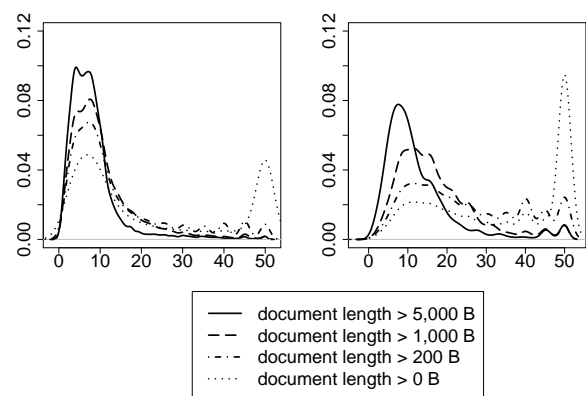 0.12
0.08
0.04
0.00
0 10 20 30 40 50
0.12
0.08
0.04
0.00
0 10 20 30 40 50
document length > 5,000 B
document length > 1,000 B
document length > 200 B
document length > 0 B